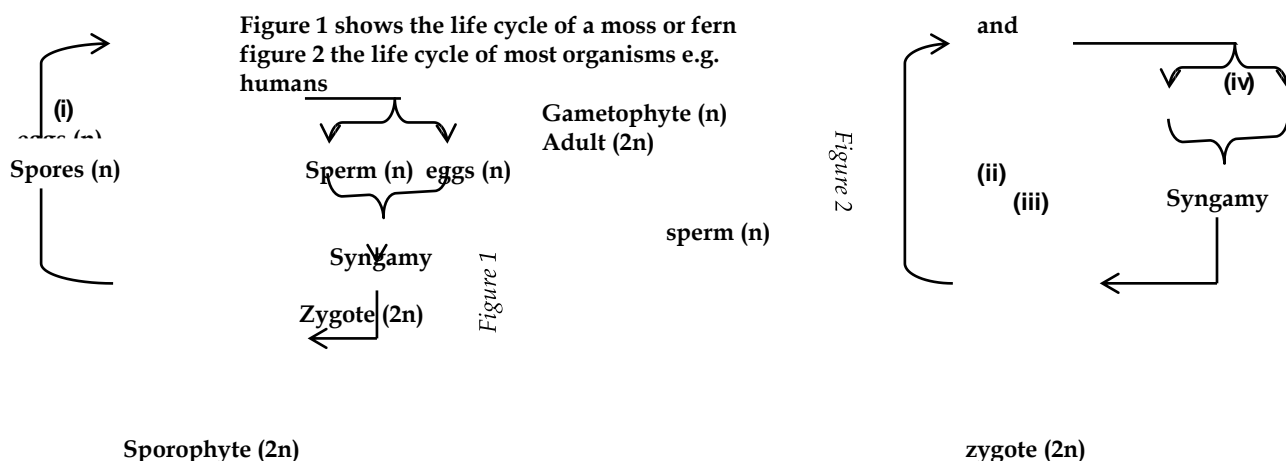 Figure 1 shows the life cycle of a moss or fern
and
figure 2 the life cycle of most organisms e.g.
humans
(i)
eggs (n)
Spores (n)
Sperm (n) eggs (n)
Syngamy
Zygote (2n)
Figure 1
Sporophyte (2n)
Gametophyte (n)
Adult (2n)
sperm (n)
Figure 2
(ii)
(iii)
(iv)
Syngamy
zygote (2n)